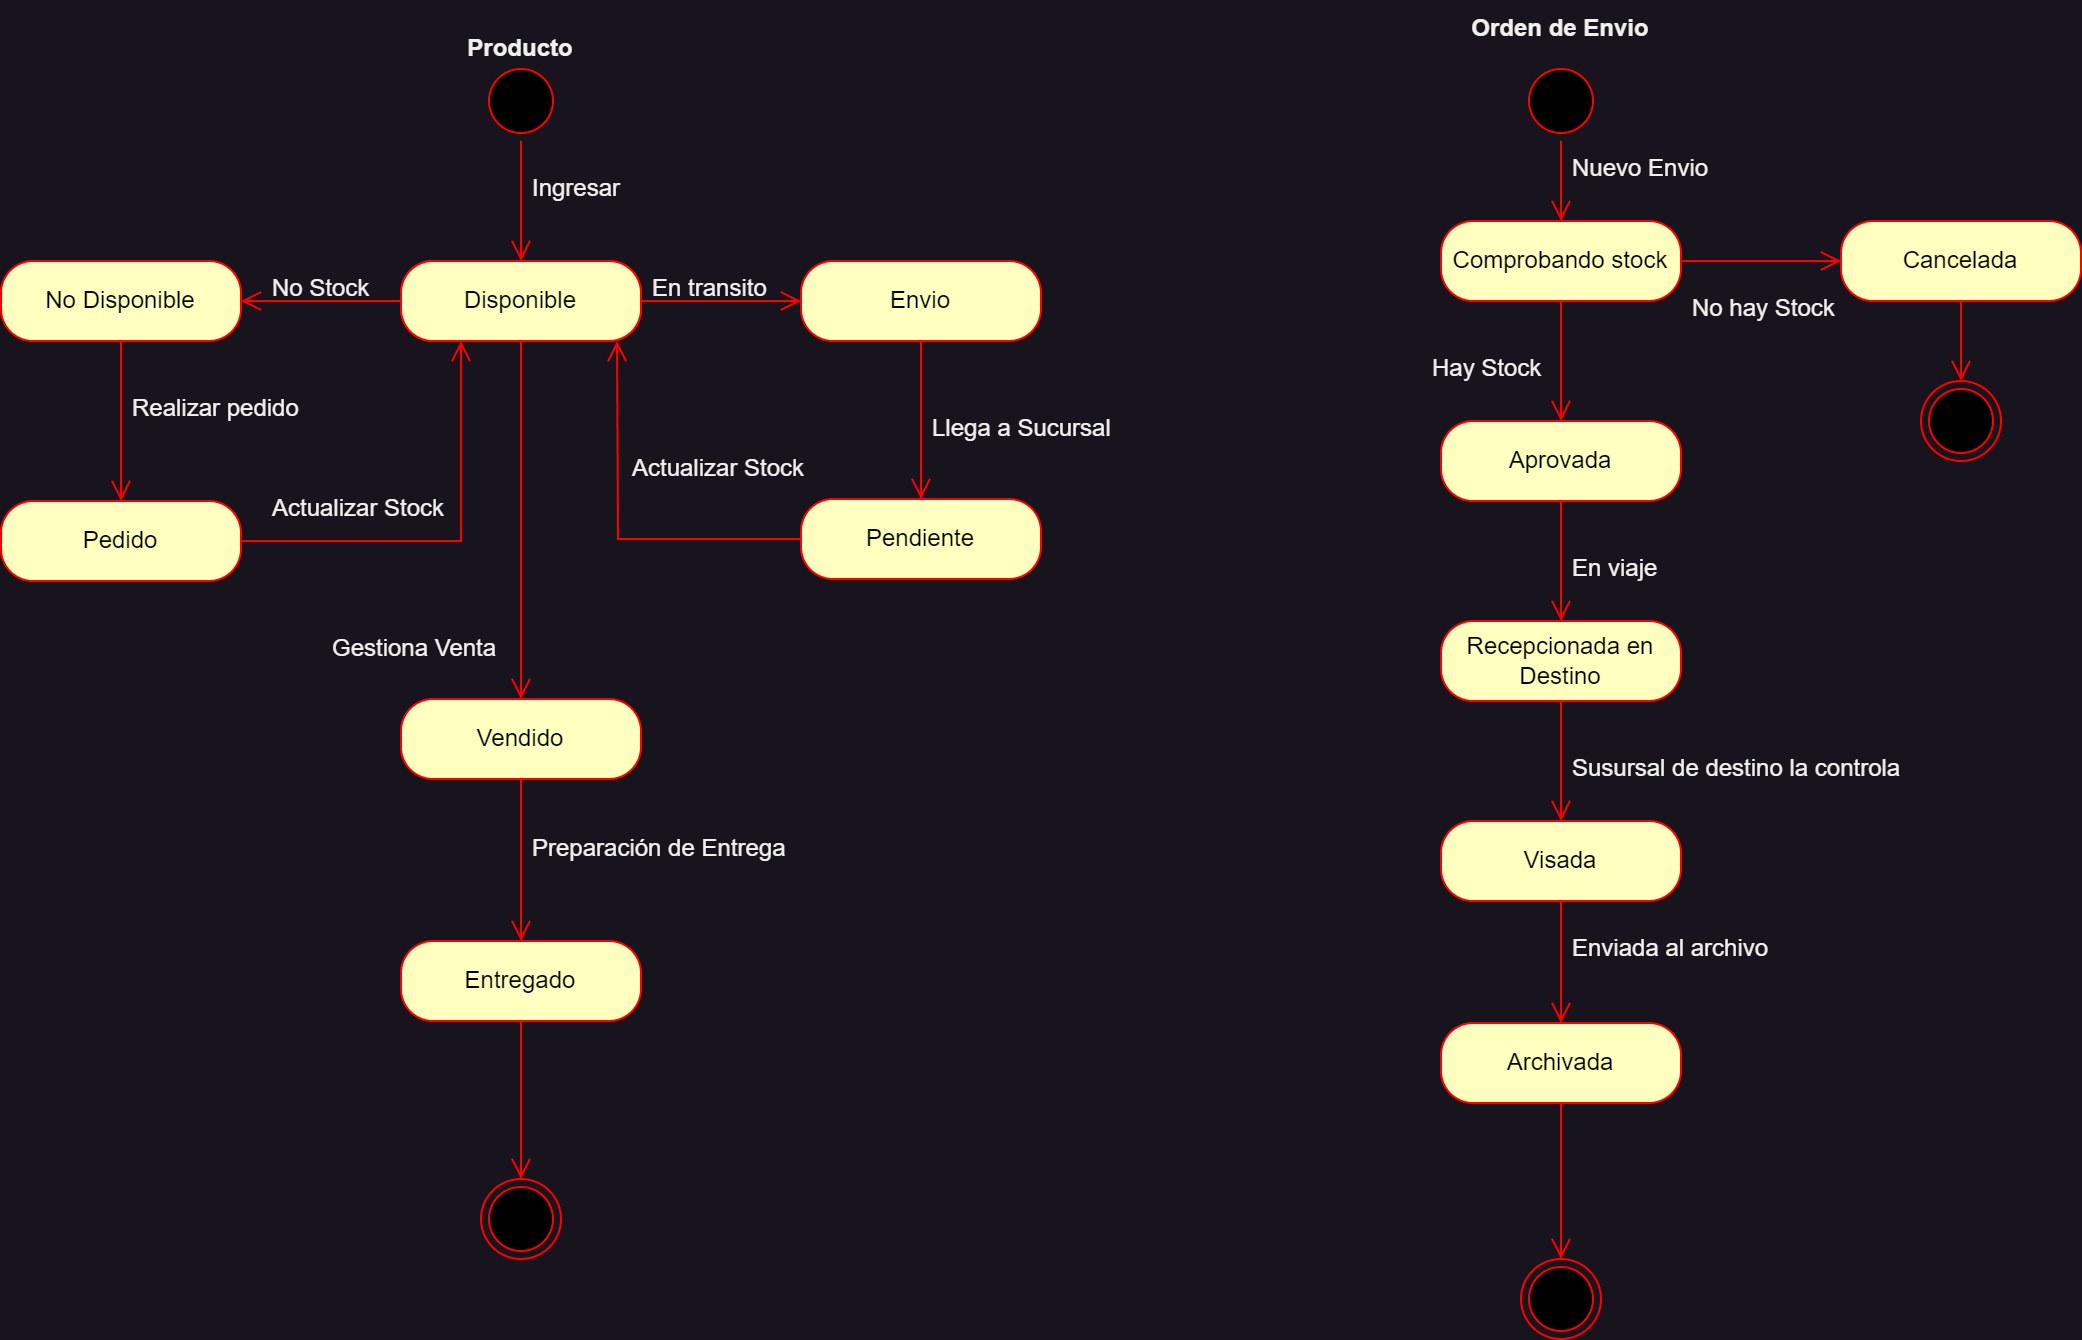 Producto
Ingresar
No Disponible
No Stock
Disponible
En transito
Envio
Realizar pedido
Llega a Sucursal
Actualizar Stock
Actualizar Stock
Pedido
Pendiente
Gestiona Venta
Vendido
Preparación de Entrega
Entregado
Orden de Envio
Nuevo Envio
Comprobando stock
Cancelada
No hay Stock
Hay Stock
Aprovada
En viaje
Recepcionada en
Destino
Susursal de destino la controla
Visada
Enviada al archivo
Archivada